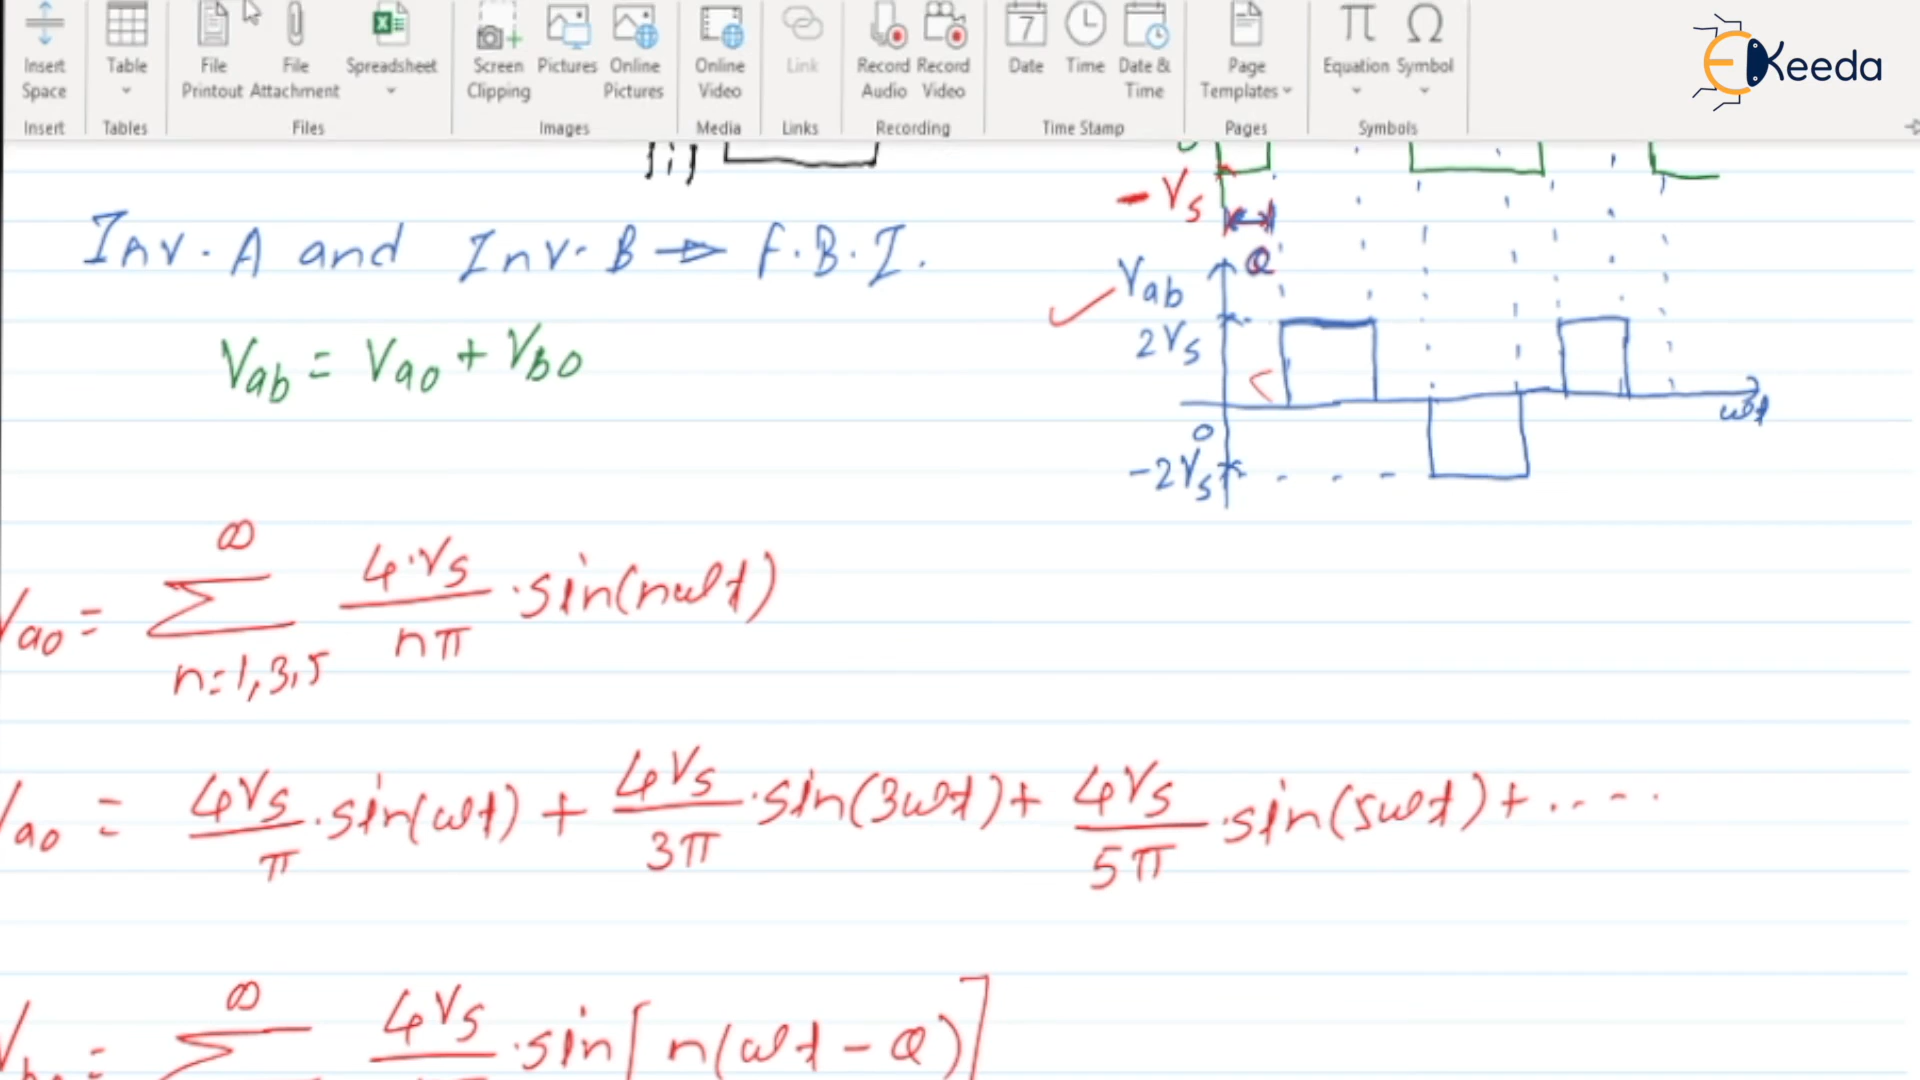 Insert Space
Table
File Printout
File Attachment
Spreadsheet
Screen Clipping
Pictures
Online Pictures
Online Video
Link
Record Audio
Record Video
Date
Time
Date & Time
Page Templates
π Equation
Ω Symbol
Insert
Tables
Files
Images
Media
Links
Recording
Time Stamp
Pages
Symbols
EKeeda
-Vs
θ
Inv. A and Inv. B → F.B.I.
Vab = Vao + Vbo
Vab
2Vs
0
-2Vs
ωt
Vao = ∑ n=1,3,5 ∞ 4.Vs/nπ . sin(nωt)
Vao = 4Vs/π . sin(ωt) + 4Vs/3π . sin(3ωt) + 4Vs/5π . sin(5ωt) + ....
= ∑ ∞ 4Vs . sin[n(ωt - θ)]